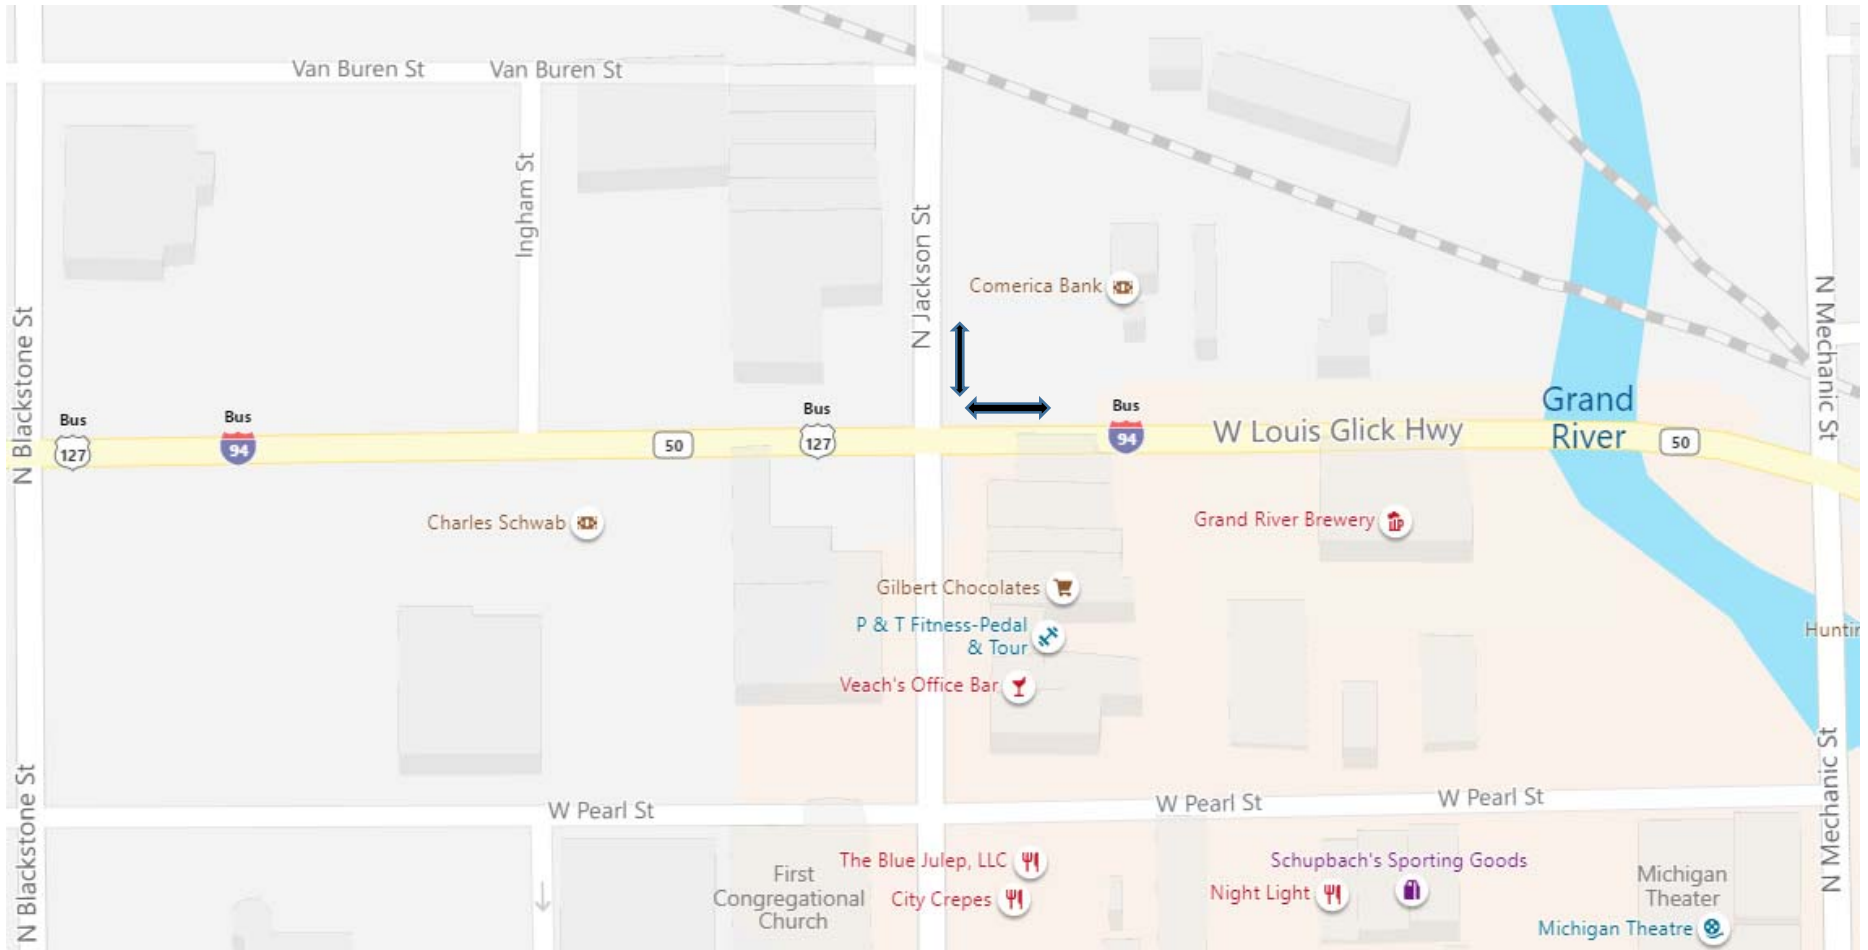 Van Buren St
Van Buren St
Ingham St
N Jackson St
Comerica Bank
N Blackstone St
N Mechanic St
Bus
127
Bus
94
50
Bus
127
Bus
94
W Louis Glick Hwy
Grand
River
50
Charles Schwab
Grand River Brewery
Gilbert Chocolates
P & T Fitness-Pedal
& Tour
Veach's Office Bar
Huntin
N Blackstone St
W Pearl St
W Pearl St
W Pearl St
N Mechanic St
First
Congregational
Church
The Blue Julep, LLC
City Crepes
Schupbach's Sporting Goods
Night Light
Michigan
Theater
Michigan Theatre